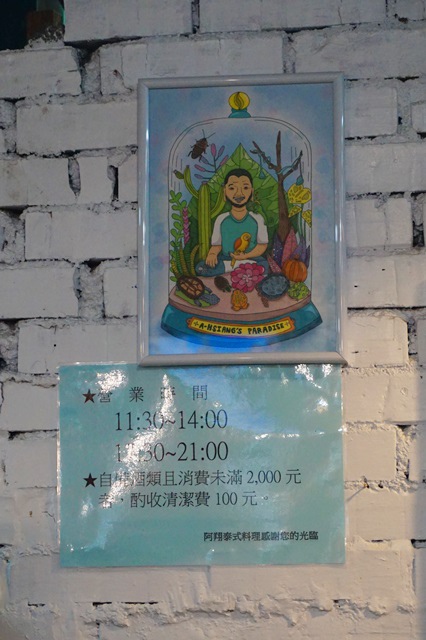 A-HSIANG'S PARADISE
★營業時間
11:30~14:00
~21:00
★自 酒類且消費未滿 2,000 元
者，酌收清潔費 100 元。
阿翔泰式料理感謝您的光臨